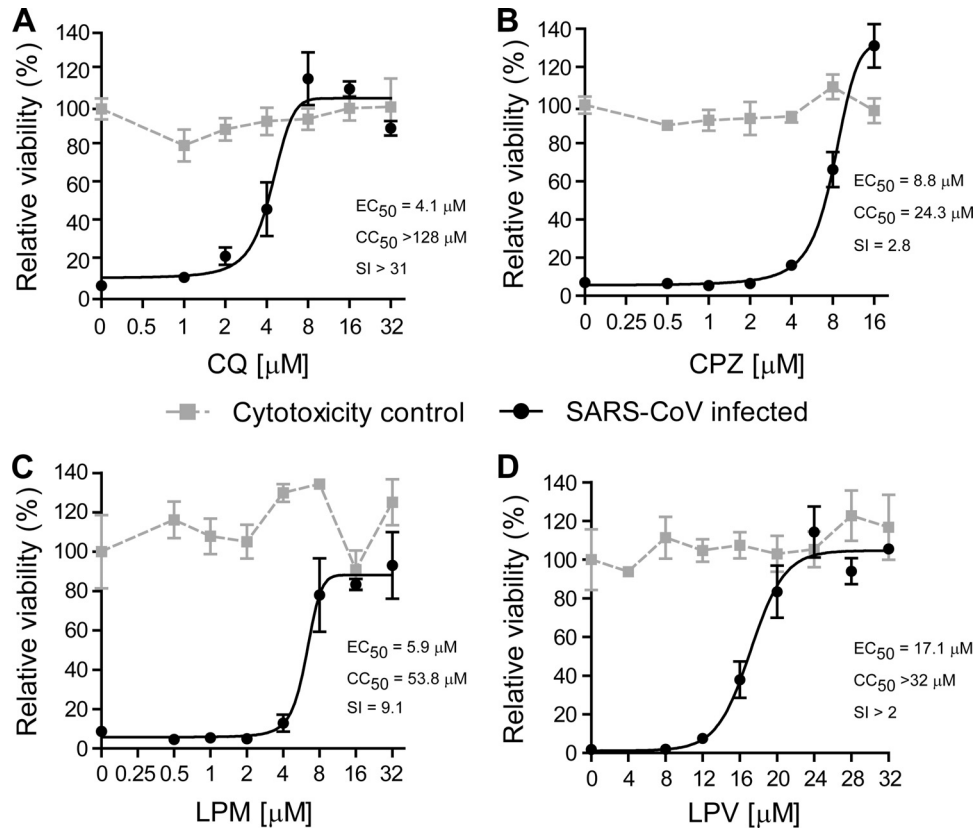 A
Relative viability (%)
140
120
100
80
60
40
20
0
EC50 = 4.1 µM
CC50 >128 µM
SI > 31
0 0.5 1 2 4 8 16 32
CQ [µM]
B
Relative viability (%)
140
120
100
80
60
40
20
0
EC50 = 8.8 µM
CC50 = 24.3 µM
SI = 2.8
0 0.25 0.5 1 2 4 8 16
CPZ [µM]
Cytotoxicity control SARS-CoV infected
C
Relative viability (%)
140
120
100
80
60
40
20
0
EC50 = 5.9 µM
CC50 = 53.8 µM
SI = 9.1
0 0.25 0.5 1 2 4 8 16 32
LPM [µM]
D
Relative viability (%)
140
120
100
80
60
40
20
0
EC50 = 17.1 µM
CC50 >32 µM
SI > 2
0 4 8 12 16 20 24 28 32
LPV [µM]